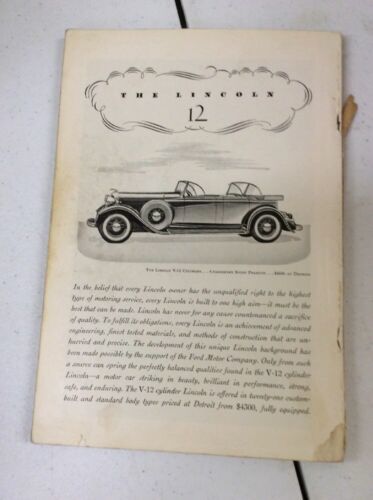 THE LINCOLN
12
THE LINCOLN V-12 CYLINDER
In the belief that every Lincoln owner has the unqualified right to the highest
type of motoring service, every Lincoln is built to one high aim—it must be the
best that can be made. Lincoln has never for any cause countenanced a sacrifice
of quality. To fulfill its obligations, every Lincoln is an achievement of advanced
engineering, finest tested materials, and methods of construction that are un-
hurried and precise. The development of this unique Lincoln background has
been made possible by the support of the Ford Motor Company. Only from such
a source can spring the perfectly balanced qualities found in the V-12 cylinder
Lincoln—a motor car striking in beauty, brilliant in performance, strong,
safe, and enduring. The V-12 cylinder Lincoln is offered in twenty-one custom-
built and standard body types priced at Detroit from $4300, fully equipped.